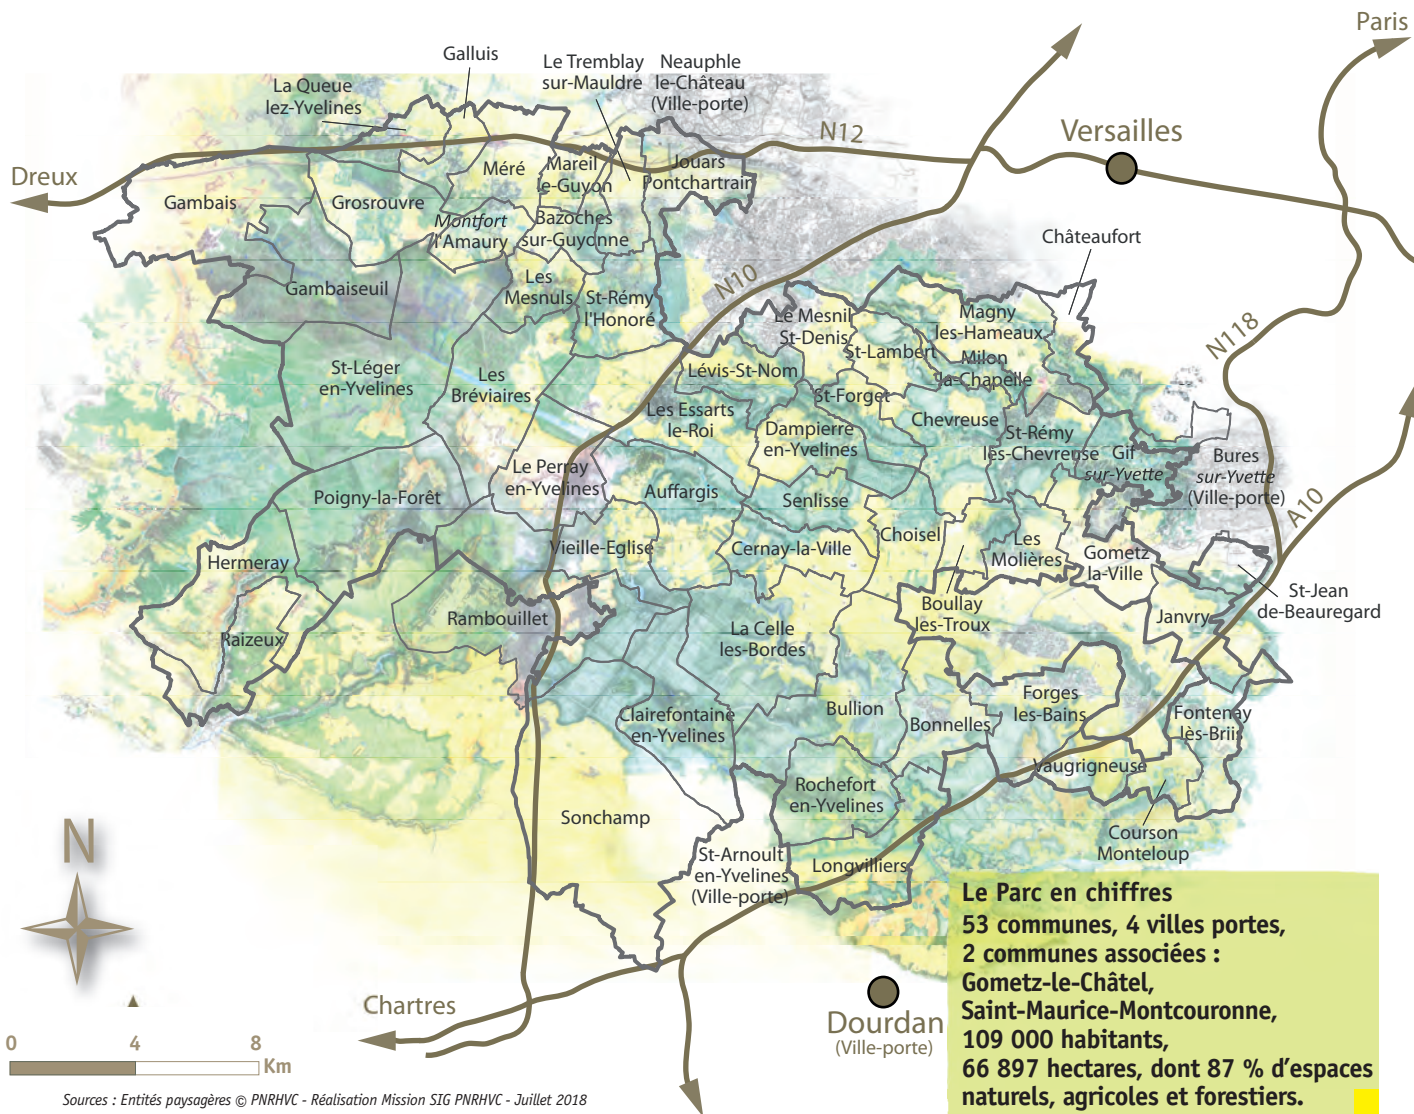 Paris
Galluis
Le Tremblay
sur-Mauldre
Neauphle
le-Château
(Ville-porte)
La Queue
lez-Yvelines
N12
Versailles
Dreux
Gambais
Grosrouvre
Méré
Mareil
le-Guyon
Jouars
Pontchartrain
Montfort
l'Amaury
Bazoches
sur-Guyonne
Châteaufort
Gambaiseuil
Les
Mesnuls
St-Rémy
l'Honoré
N10
Le Mesnil
St-Denis
Magny
les-Hameaux
N118
St-Lambert
Milon
la-Chapelle
St-Léger
en-Yvelines
Les
Bréviaires
Lévis-St-Nom
St-Forget
Les Essarts
le-Roi
Dampierre
en-Yvelines
Chevreuse
St-Rémy
lès-Chevreuse
Gif
sur-Yvette
Bures
sur-Yvette
(Ville-porte)
Le Perray
en-Yvelines
Poigny-la-Forêt
Auffargis
Senlisse
A10
Vieille-Eglise
Cernay-la-Ville
Choisel
Les
Molières
Gometz
la-Ville
Hermeray
St-Jean
de-Beauregard
Raizeux
Rambouillet
La Celle
les-Bordes
Boullay
les-Troux
Janvry
Clairefontaine
en-Yvelines
Bullion
Bonnelles
Forges
les-Bains
Fontenay
lès-Briis
Vaugrigneuse
Rochefort
en-Yvelines
Sonchamp
Courson
Monteloup
St-Arnoult
en-Yvelines
(Ville-porte)
Longvilliers
N
Chartres
Dourdan
(Ville-porte)
0 4 8
Km
Le Parc en chiffres
53 communes, 4 villes portes,
2 communes associées :
Gometz-le-Châtel,
Saint-Maurice-Montcouronne,
109 000 habitants,
66 897 hectares, dont 87 % d'espaces
naturels, agricoles et forestiers.
Sources : Entités paysagères © PNRHVC - Réalisation Mission SIG PNRHVC - Juillet 2018